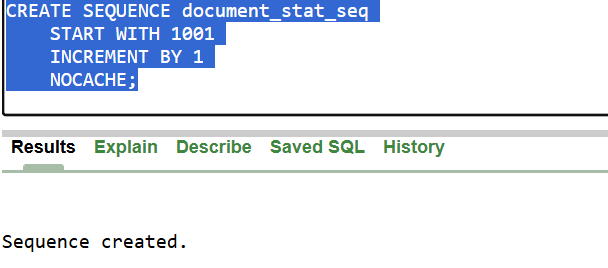 CREATE SEQUENCE document_stat_seq
START WITH 1001
INCREMENT BY 1
NOCACHE;
Results Explain Describe Saved SQL History
Sequence created.